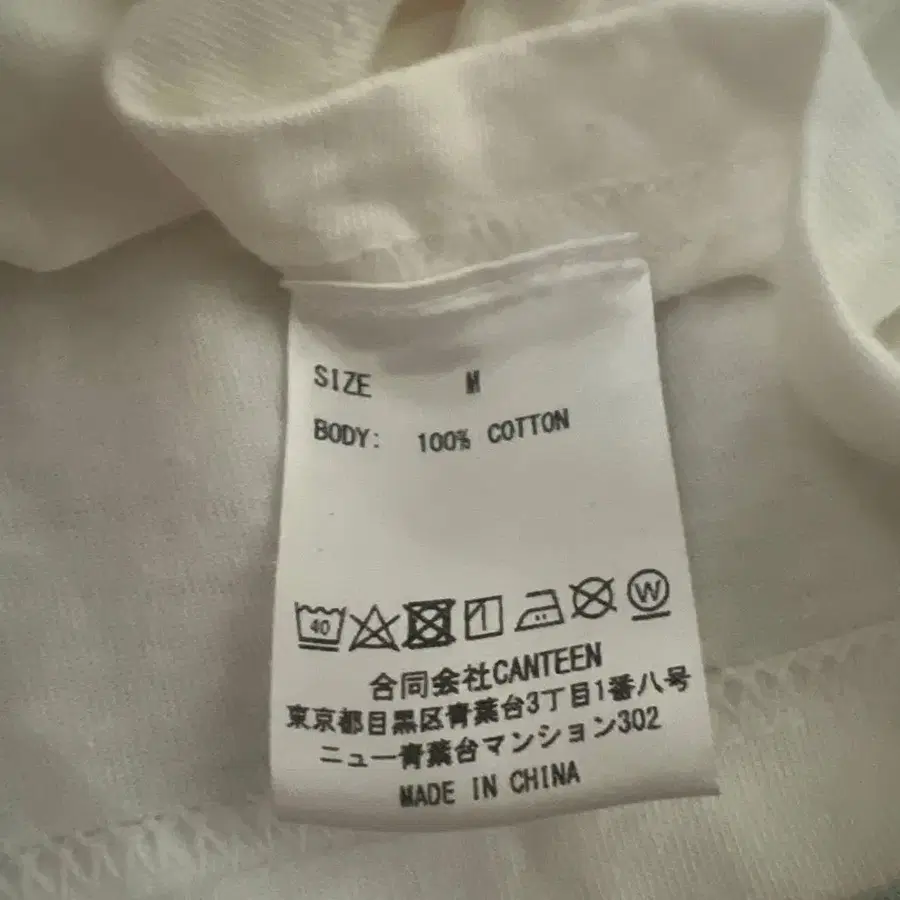 SIZE M
BODY: 100% COTTON
40 W
合同会社CANTEEN
東京都目黒区青葉台3丁目1番八号
ニュー青葉台マンション302
MADE IN CHINA